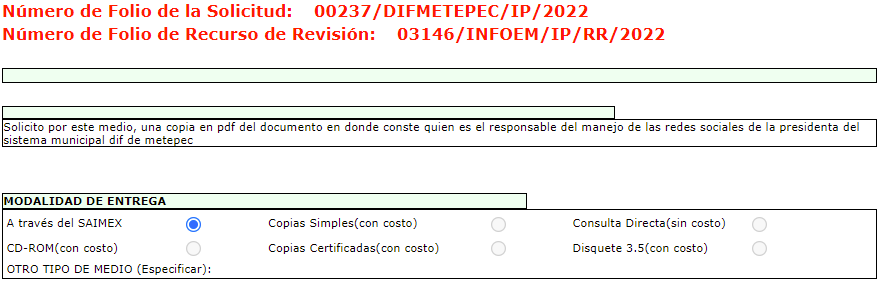 Número de Folio de la Solicitud: 00237/DIFMETEPEC/IP/2022
Número de Folio de Recurso de Revisión: 03146/INFOEM/IP/RR/2022
Solicito por este medio, una copia en pdf del documento en donde conste quien es el responsable del manejo de las redes sociales de la presidenta del
sistema municipal dif de metepec
MODALIDAD DE ENTREGA
A través del SAIMEX Copias Simples(con costo) Consulta Directa(sin costo)
CD-ROM(con costo) Copias Certificadas(con costo) Disquete 3.5(con costo)
OTRO TIPO DE MEDIO (Especificar):